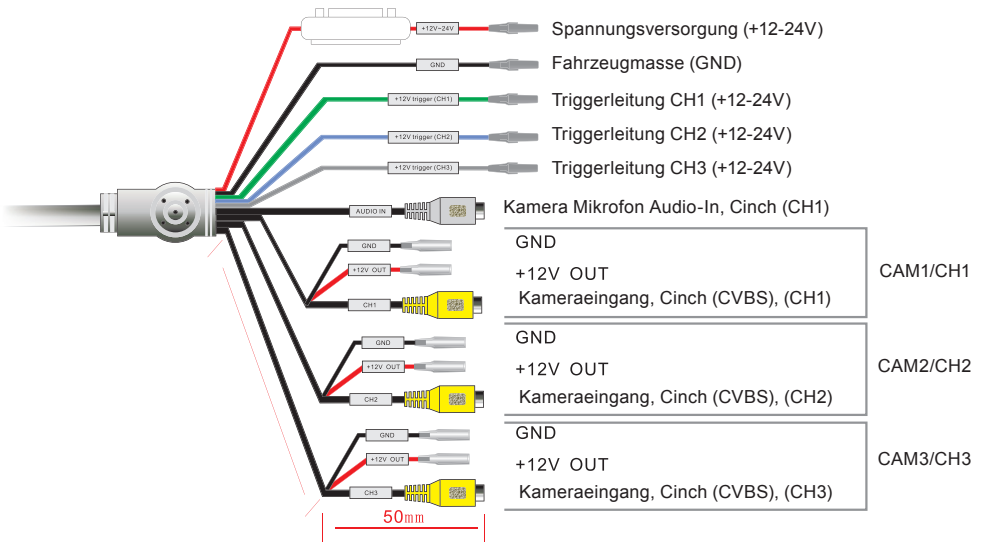 +12V~24V Spannungsversorgung (+12-24V)
GND Fahrzeugmasse (GND)
+12V trigger (CH1) Triggerleitung CH1 (+12-24V)
+12V trigger (CH2) Triggerleitung CH2 (+12-24V)
+12V trigger (CH3) Triggerleitung CH3 (+12-24V)
AUDIO IN Kamera Mikrofon Audio-In, Cinch (CH1)
GND GND
+12V OUT +12V OUT CAM1/CH1
CH1 Kameraeingang, Cinch (CVBS), (CH1)
GND GND
+12V OUT +12V OUT CAM2/CH2
CH2 Kameraeingang, Cinch (CVBS), (CH2)
GND GND
+12V OUT +12V OUT CAM3/CH3
CH3 Kameraeingang, Cinch (CVBS), (CH3)
50mm